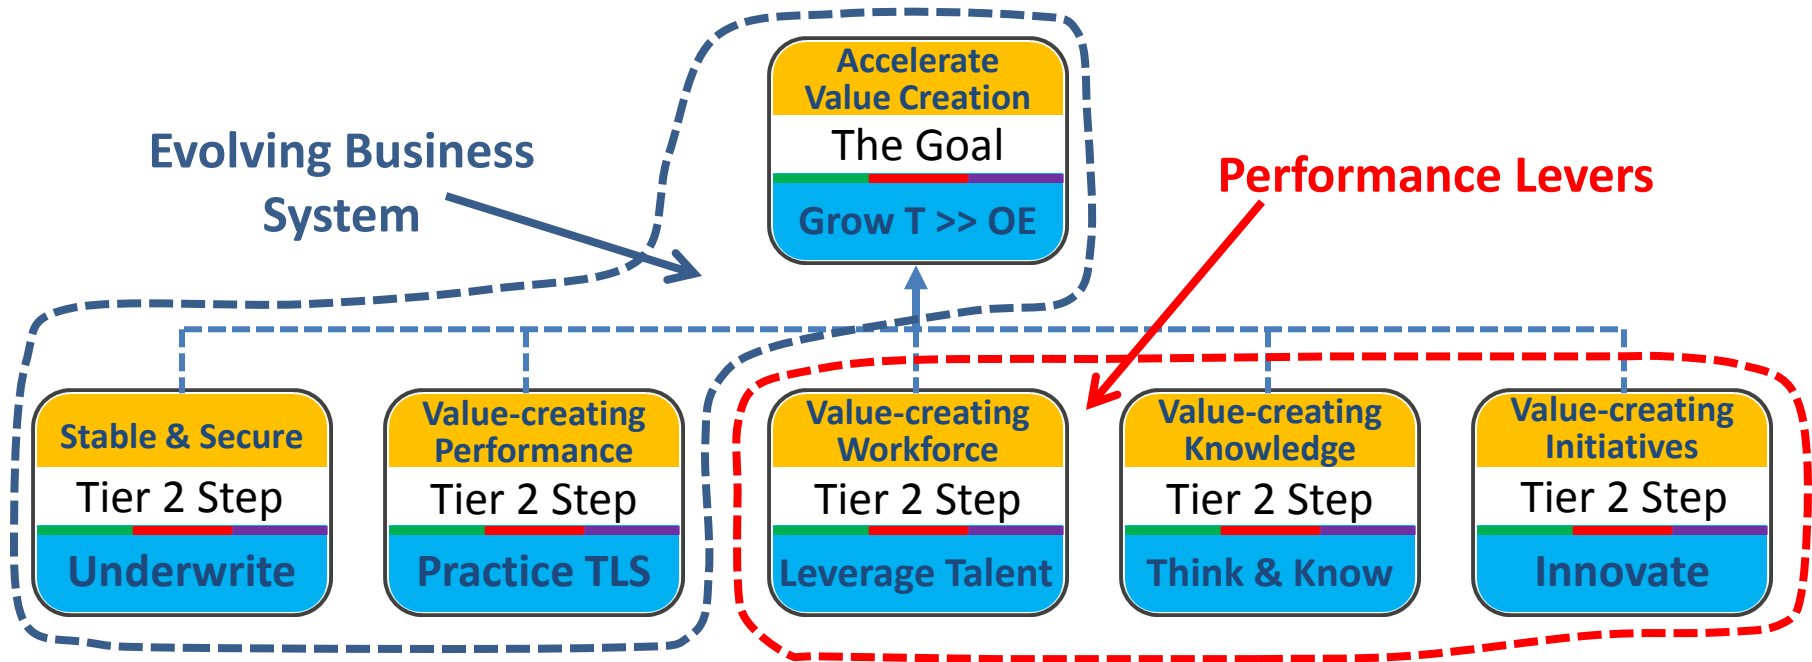 Accelerate
Value Creation
The Goal
Grow T >> OE
Evolving Business
System
Performance Levers
Stable & Secure
Tier 2 Step
Underwrite
Value-creating
Performance
Tier 2 Step
Practice TLS
Value-creating
Workforce
Tier 2 Step
Leverage Talent
Value-creating
Knowledge
Tier 2 Step
Think & Know
Value-creating
Initiatives
Tier 2 Step
Innovate